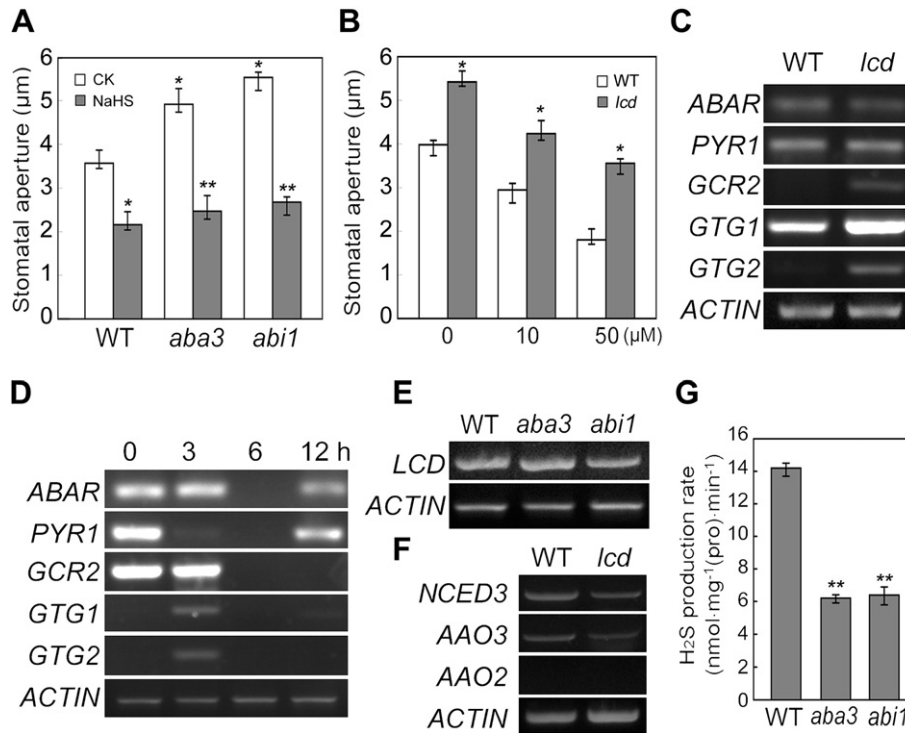 A
Stomatal aperture (μm)
6
5
4
3
2
1
0
CK
NaHS
*
*
**
*
**
*
WT aba3 abi1
B
Stomatal aperture (μm)
6
5
4
3
2
1
0
WT
lcd
*
*
*
0 10 50 (μM)
C
WT lcd
ABAR
PYR1
GCR2
GTG1
GTG2
ACTIN
D
0 3 6 12 h
ABAR
PYR1
GCR2
GTG1
GTG2
ACTIN
E
WT aba3 abi1
LCD
ACTIN
F
WT lcd
NCED3
AAO3
AAO2
ACTIN
G
H₂S production rate
(nmol·mg⁻¹(pro)·min⁻¹)
16
14
12
10
8
6
4
2
0
**
**
WT aba3 abi1